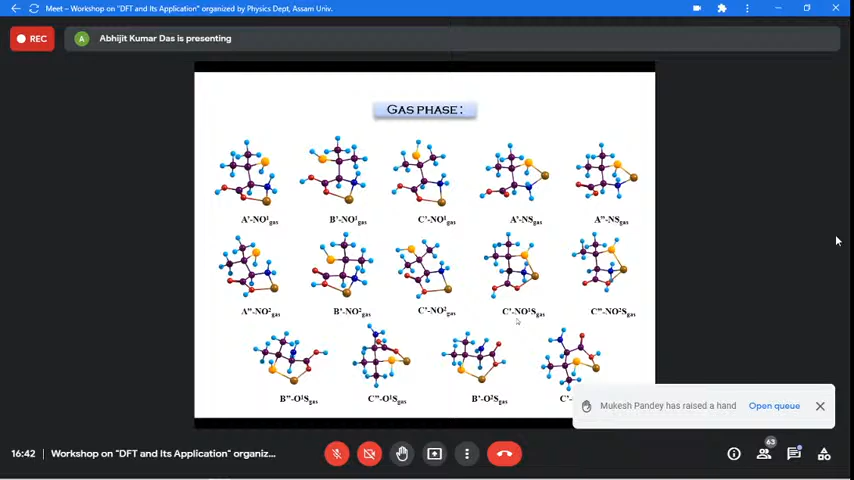 Meet – Workshop on "DFT and Its Application" organized by Physics Dept, Assam Univ.
REC
A
Abhijit Kumar Das is presenting
GAS PHASE :
A'-NO¹gas B'-NO¹gas C'-NO¹gas A'-NSgas A''-NSgas
A''-NO²gas B'-NO²gas C'-NO²gas C'-NO¹Sgas C''-NO²Sgas
B''-O¹Sgas C''-O¹Sgas B'-O²Sgas C'-
Mukesh Pandey has raised a hand
Open queue
63
16:42
Workshop on "DFT and Its Application" organiz...